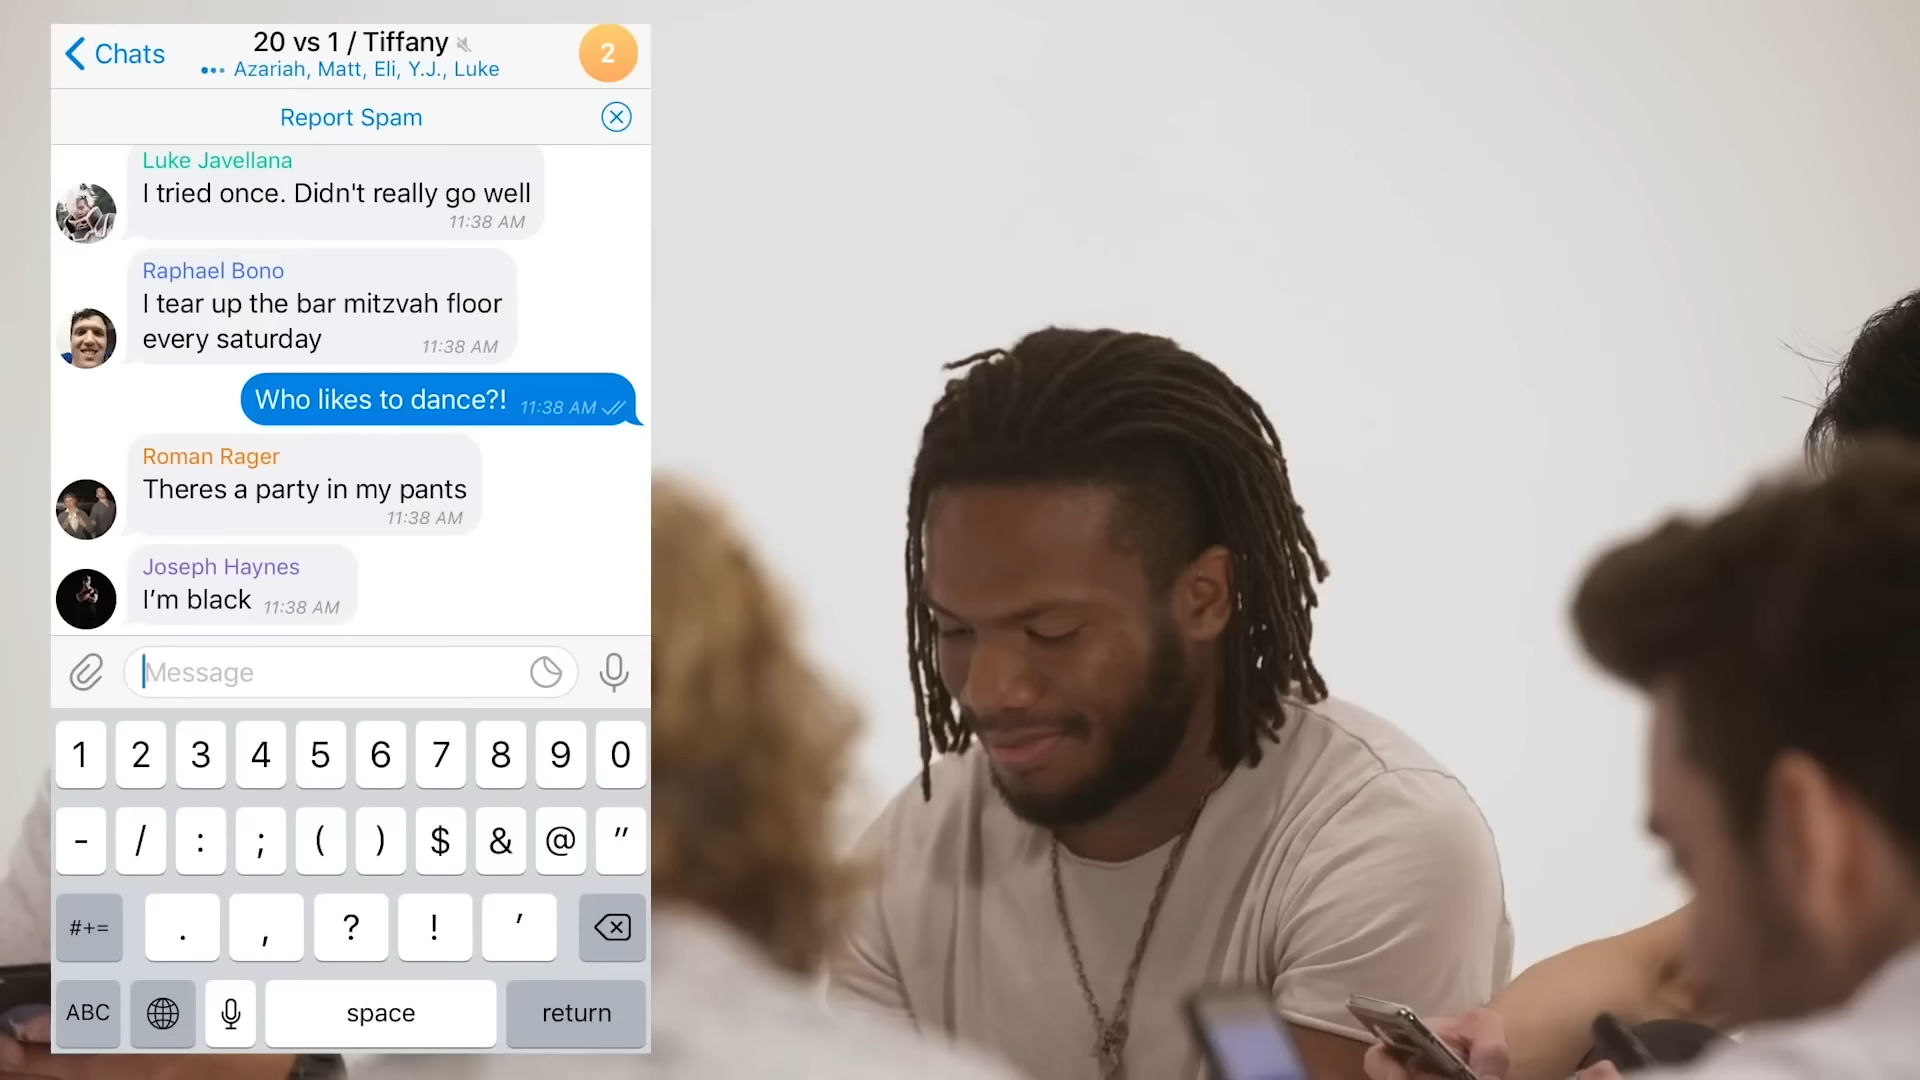 Chats
20 vs 1 / Tiffany
Azariah, Matt, Eli, Y.J., Luke
2
Report Spam
Luke Javellana
I tried once. Didn't really go well
11:38 AM
Raphael Bono
I tear up the bar mitzvah floor
every saturday 11:38 AM
Who likes to dance?! 11:38 AM
Roman Rager
Theres a party in my pants
11:38 AM
Joseph Haynes
I’m black 11:38 AM
Message
1 2 3 4 5 6 7 8 9 0
- / : ; ( ) $ & @ "
#+= . , ? ! '
ABC space return